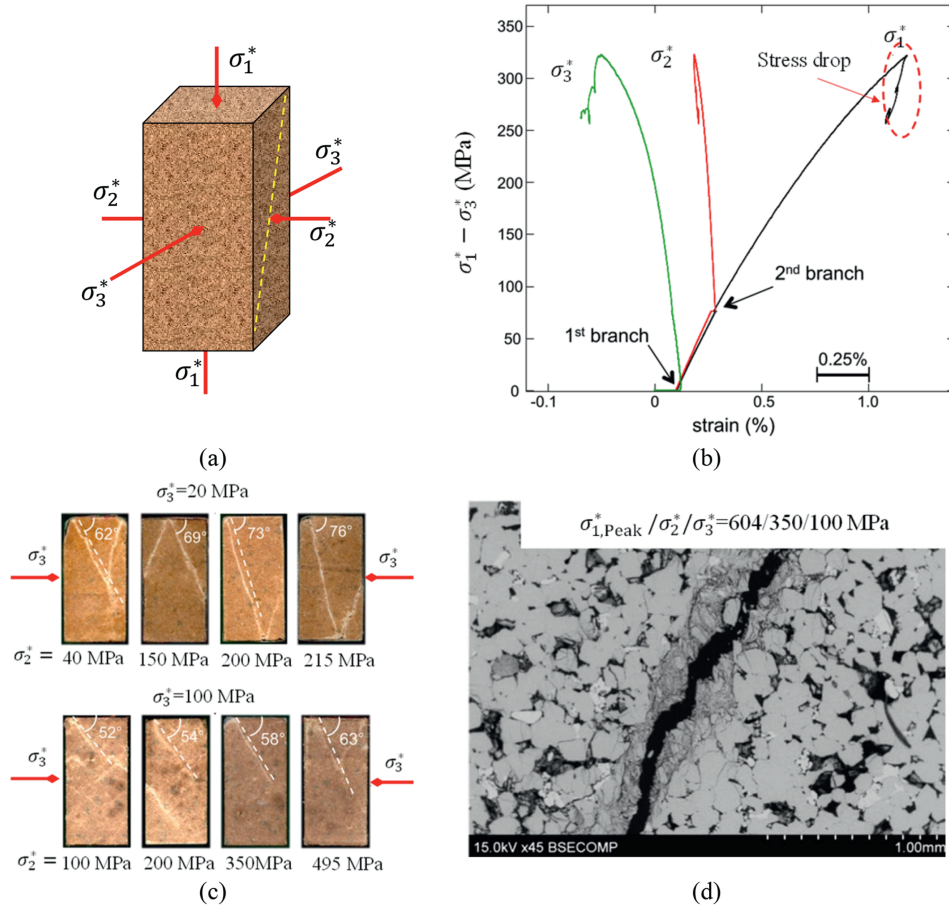 σ₁*
σ₃*
σ₂*
σ₂*
σ₃*
σ₁*
(a)
σ₁* − σ₃* (MPa)
350
300
250
200
150
100
50
0
σ₃*
σ₂*
σ₁*
Stress drop
2nd branch
1st branch
0.25%
-0.1
0
0.5
1.0
strain (%)
(b)
σ₃*=20 MPa
62°
69°
73°
76°
σ₃*
σ₃*
σ₂* = 40 MPa 150 MPa 200 MPa 215 MPa
σ₃*=100 MPa
52°
54°
58°
63°
σ₃*
σ₃*
σ₂* = 100 MPa 200 MPa 350MPa 495 MPa
(c)
σ₁,Peak* /σ₂*/σ₃*=604/350/100 MPa
15.0kV x45 BSECOMP 1.00mm
(d)